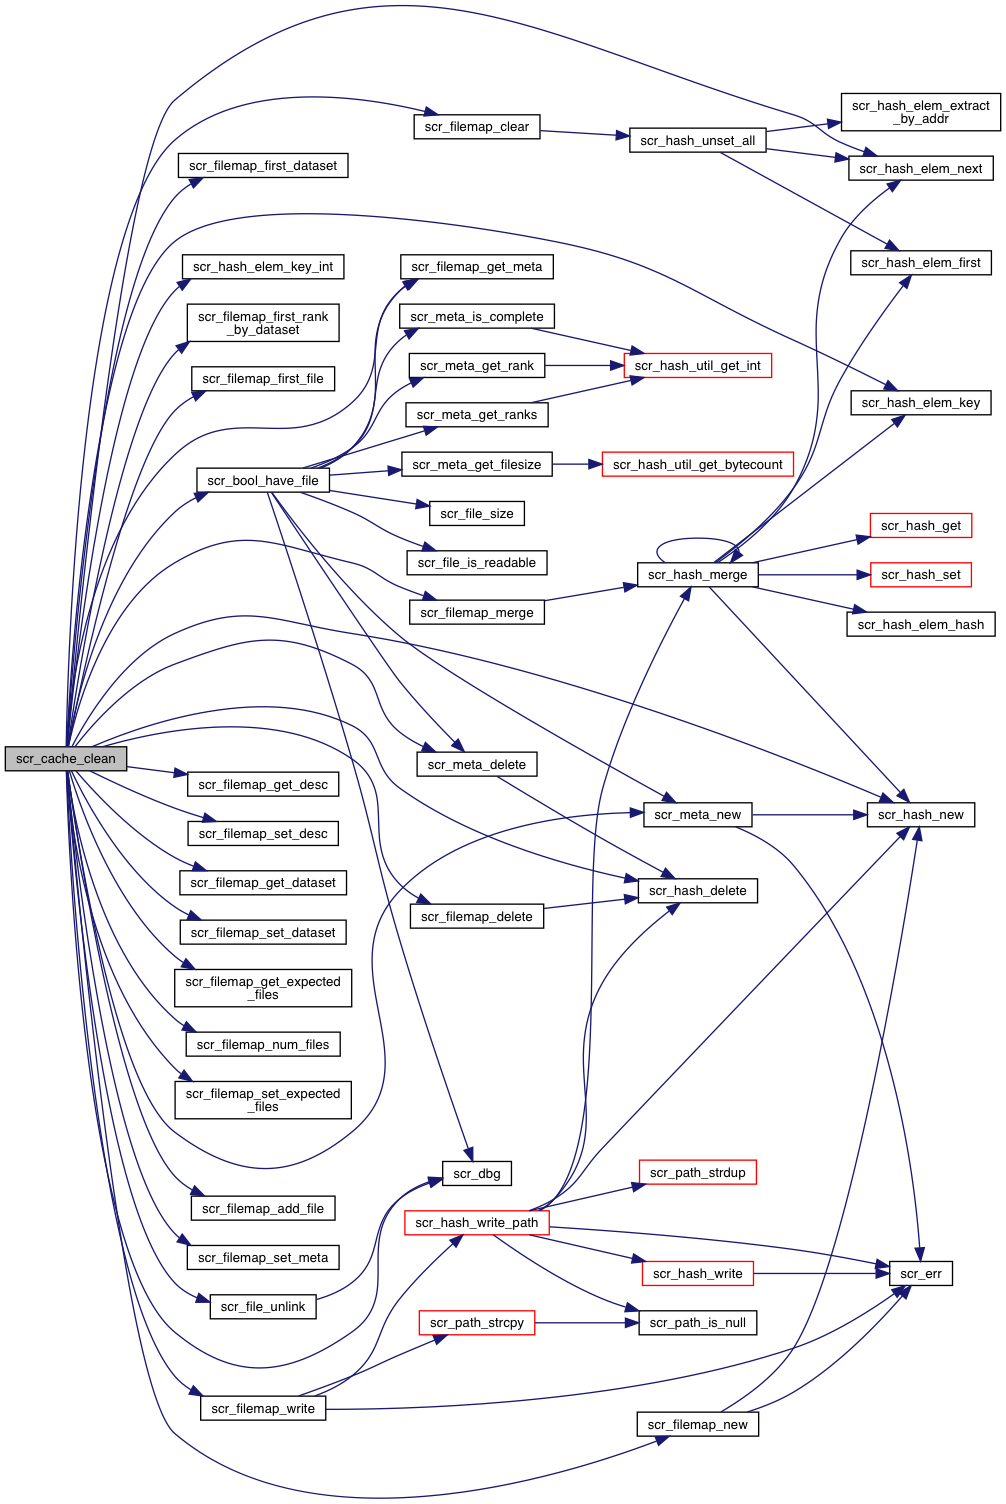 scr_cache_clean
scr_filemap_first_dataset
scr_hash_elem_key_int
scr_filemap_first_rank
_by_dataset
scr_filemap_first_file
scr_bool_have_file
scr_filemap_get_desc
scr_filemap_set_desc
scr_filemap_get_dataset
scr_filemap_set_dataset
scr_filemap_get_expected
_files
scr_filemap_num_files
scr_filemap_set_expected
_files
scr_filemap_add_file
scr_filemap_set_meta
scr_file_unlink
scr_filemap_write
scr_filemap_clear
scr_filemap_get_meta
scr_meta_is_complete
scr_meta_get_rank
scr_meta_get_ranks
scr_meta_get_filesize
scr_file_size
scr_file_is_readable
scr_filemap_merge
scr_meta_delete
scr_filemap_delete
scr_dbg
scr_hash_write_path
scr_path_strcpy
scr_hash_unset_all
scr_hash_util_get_int
scr_hash_util_get_bytecount
scr_hash_merge
scr_meta_new
scr_hash_delete
scr_path_strdup
scr_hash_write
scr_path_is_null
scr_filemap_new
scr_hash_elem_extract
_by_addr
scr_hash_elem_next
scr_hash_elem_first
scr_hash_elem_key
scr_hash_get
scr_hash_set
scr_hash_elem_hash
scr_hash_new
scr_err